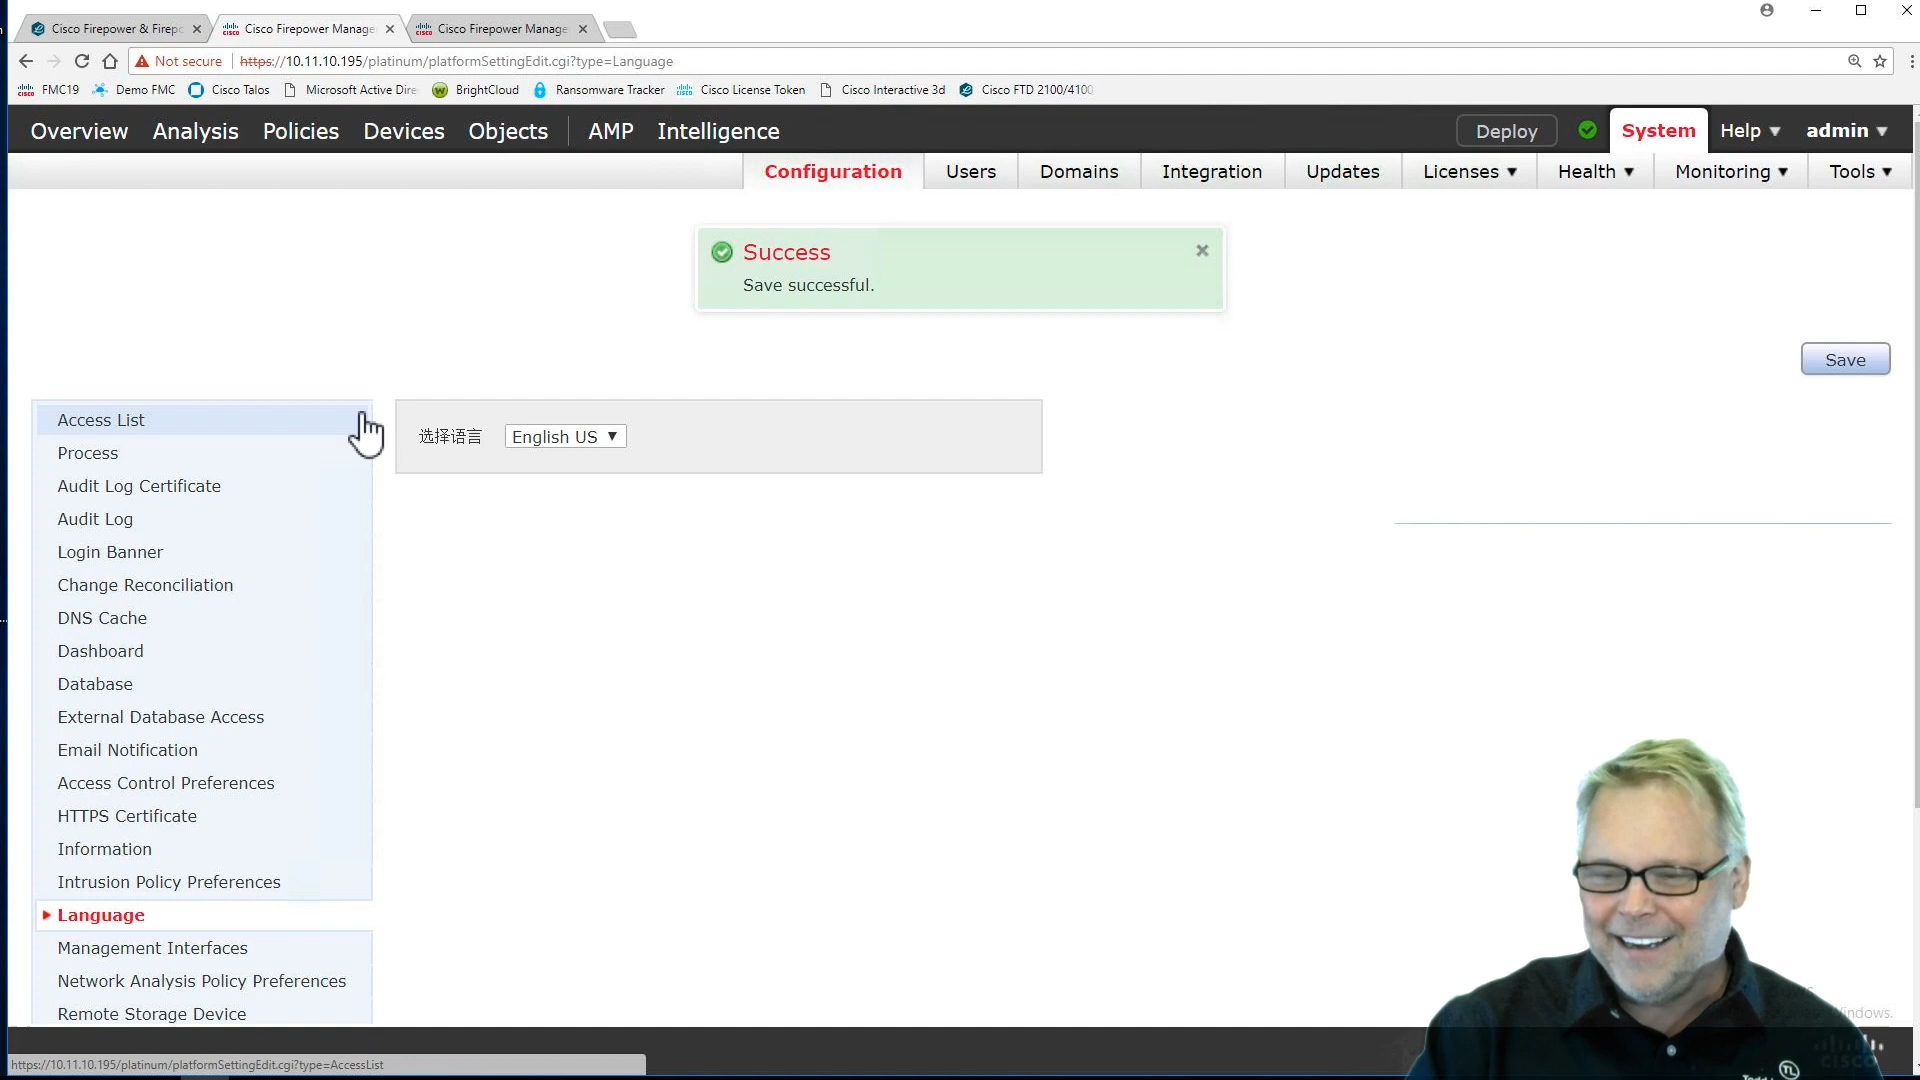 Cisco Firepower & Firepo
Cisco Firepower Manage
Cisco Firepower Manage
Not secure https://10.11.10.195/platinum/platformSettingEdit.cgi?type=Language
FMC19 Demo FMC Cisco Talos Microsoft Active Dire BrightCloud Ransomware Tracker Cisco License Token Cisco Interactive 3d Cisco FTD 2100/4100
Overview Analysis Policies Devices Objects AMP Intelligence Deploy System Help admin
Configuration Users Domains Integration Updates Licenses Health Monitoring Tools
Success
Save successful.
Save
选择语言 English US
Access List
Process
Audit Log Certificate
Audit Log
Login Banner
Change Reconciliation
DNS Cache
Dashboard
Database
External Database Access
Email Notification
Access Control Preferences
HTTPS Certificate
Information
Intrusion Policy Preferences
Language
Management Interfaces
Network Analysis Policy Preferences
Remote Storage Device
https://10.11.10.195/platinum/platformSettingEdit.cgi?type=AccessList
CISCO